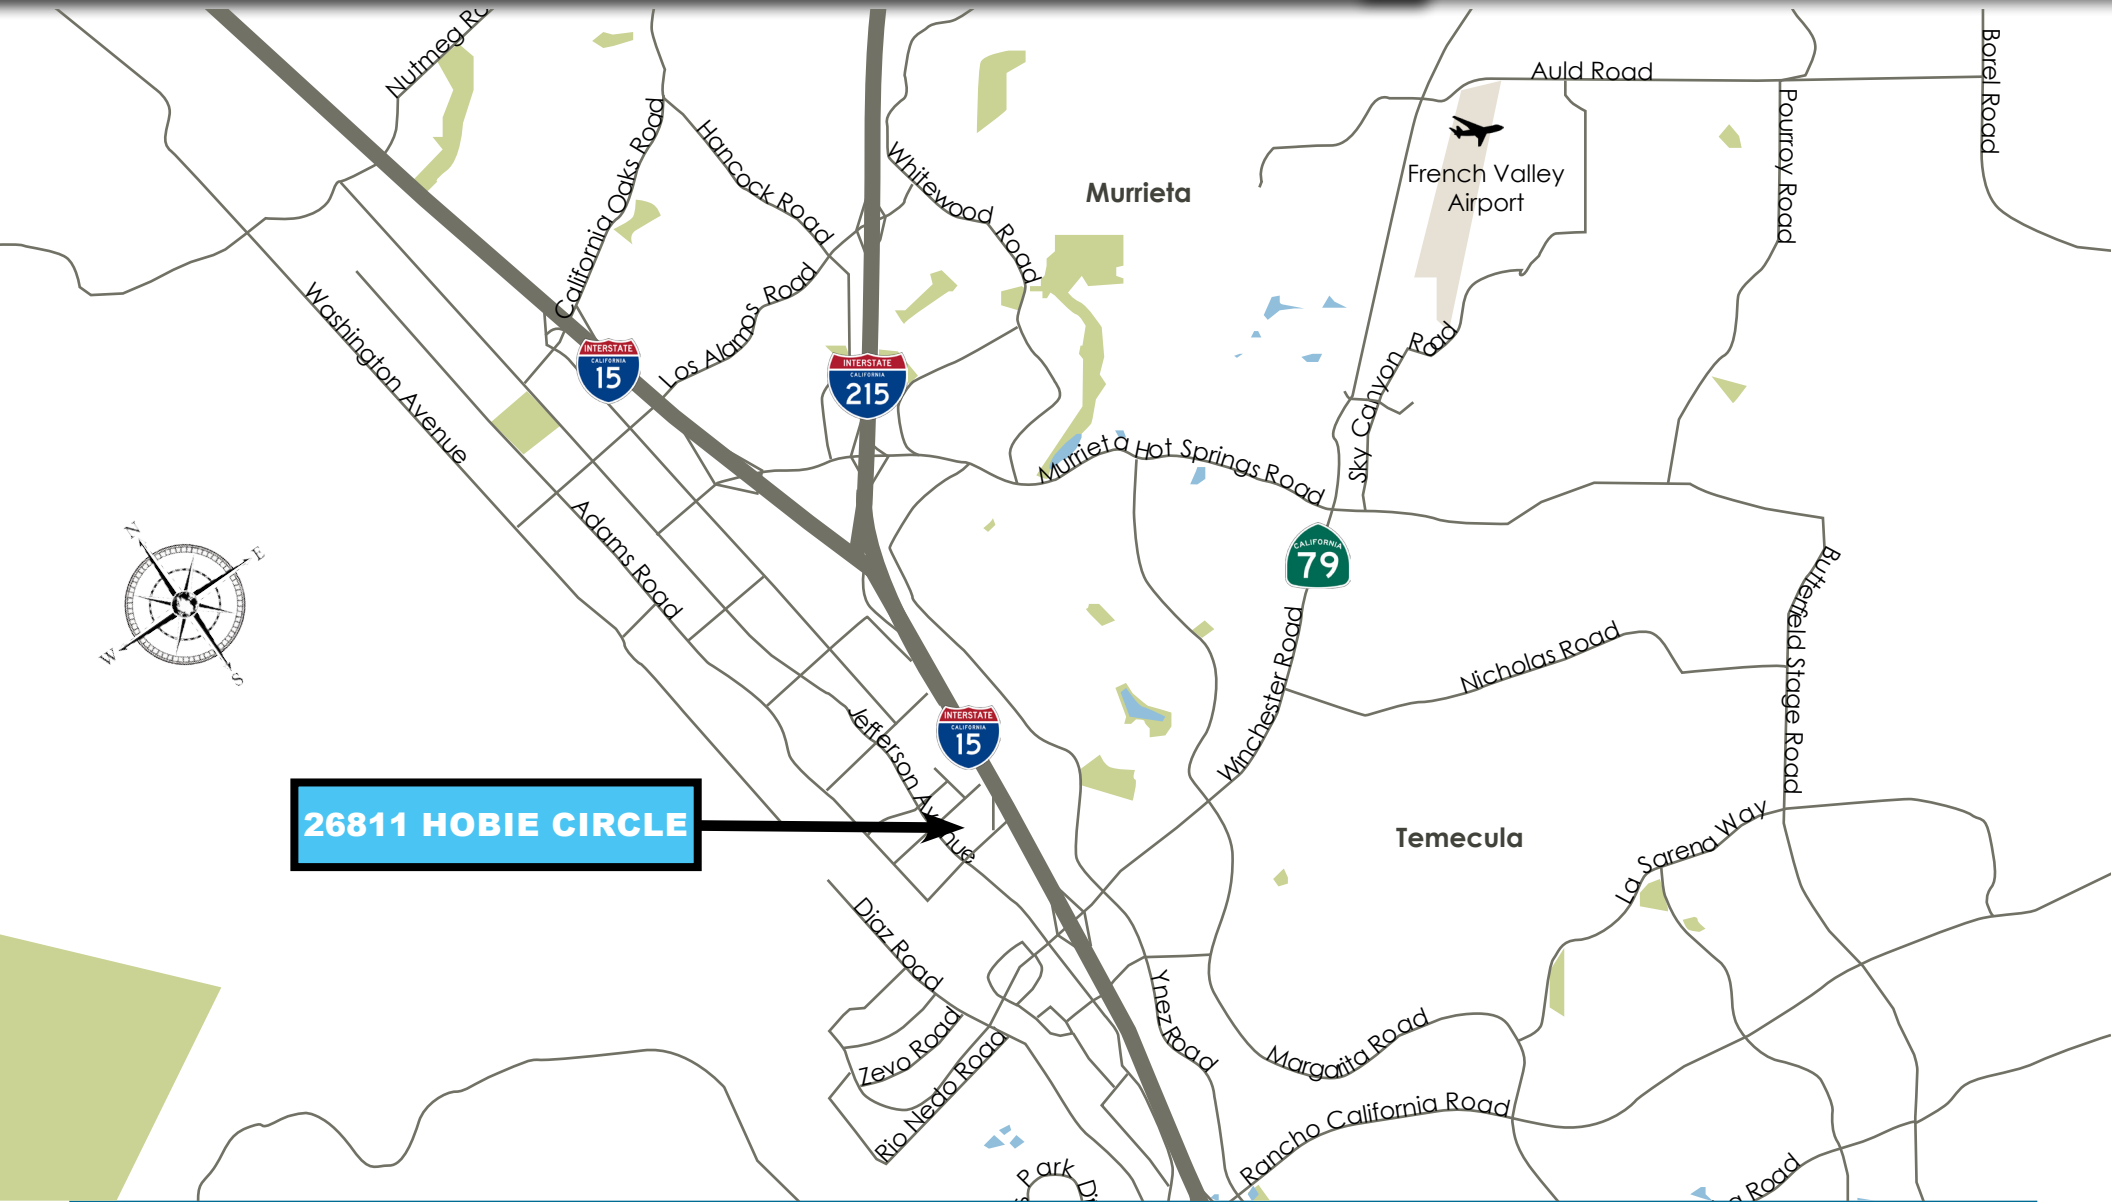 Nutmeg
Auld Road
Borel Road
Pourroy Road
California Oaks Road
Hancock Road
Whitewood Road
Murrieta
French Valley
Airport
Washington Avenue
Los Alamos Road
INTERSTATE
CALIFORNIA
15
INTERSTATE
CALIFORNIA
215
Sky Canyon Road
Murrieta Hot Springs Road
Adams Road
CALIFORNIA
79
N
E
W
S
Butterfield Stage Road
Nicholas Road
Winchester Road
Jefferson Avenue
INTERSTATE
CALIFORNIA
15
26811 HOBIE CIRCLE
Temecula
La Sarena Way
Diaz Road
Ynez Road
Zevo Road
Rio Nedo Road
Margarita Road
Rancho California Road
Park
Road